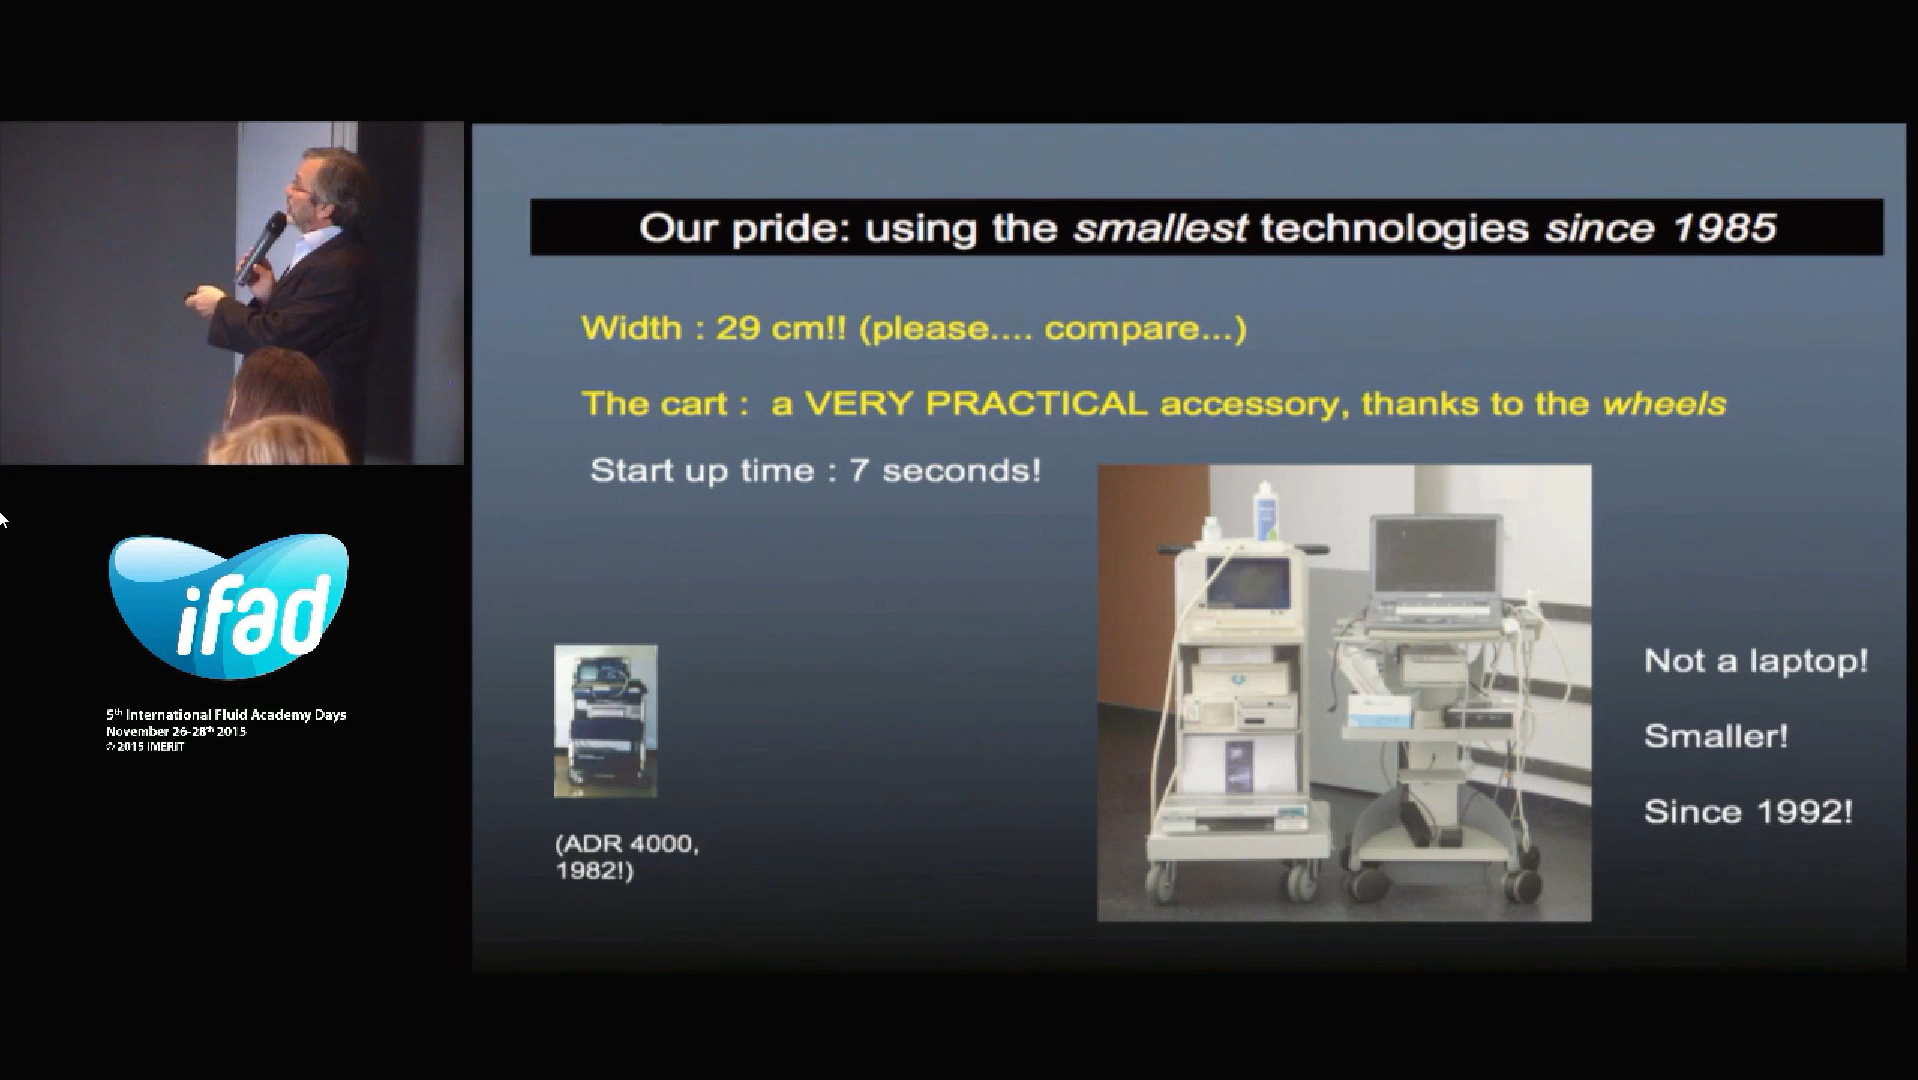 Our pride: using the smallest technologies since 1985
Width : 29 cm!! (please.... compare...)
The cart : a VERY PRACTICAL accessory, thanks to the wheels
Start up time : 7 seconds!
Not a laptop!
Smaller!
Since 1992!
(ADR 4000,
1982!)
ifad
5th International Fluid Academy Days
November 26-28th 2015
© 2015 IMERIT